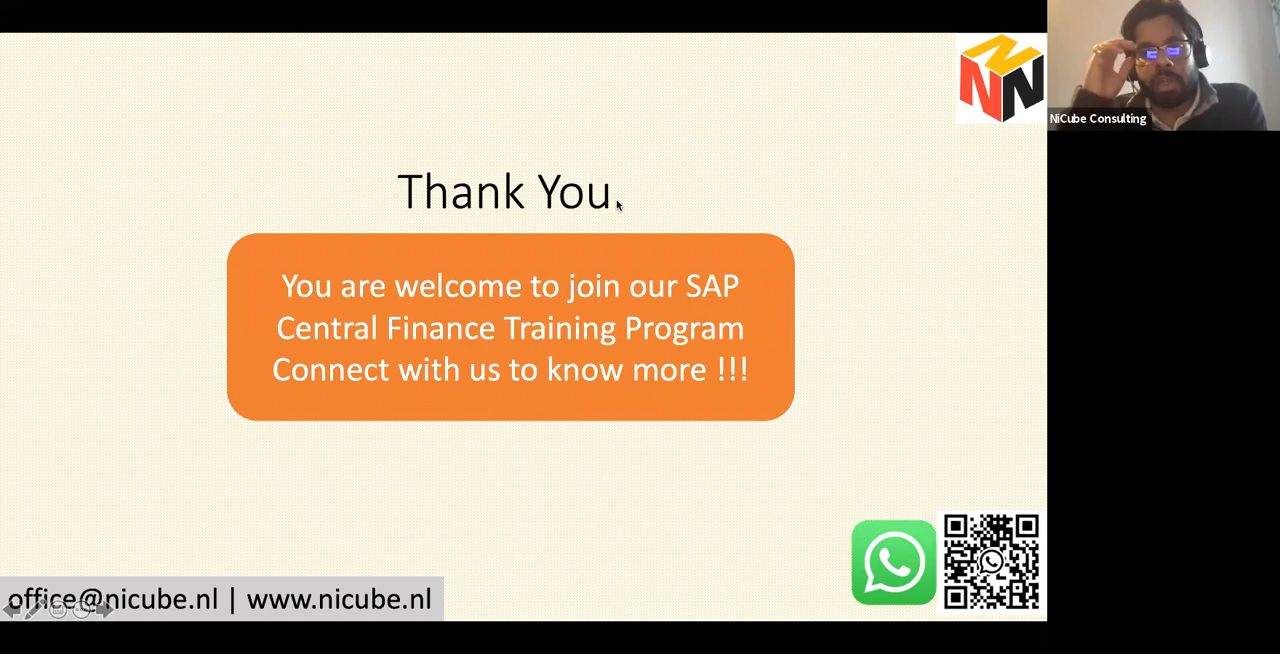 NNN
NiCube Consulting
Thank You.
You are welcome to join our SAP
Central Finance Training Program
Connect with us to know more !!!
office@nicube.nl | www.nicube.nl